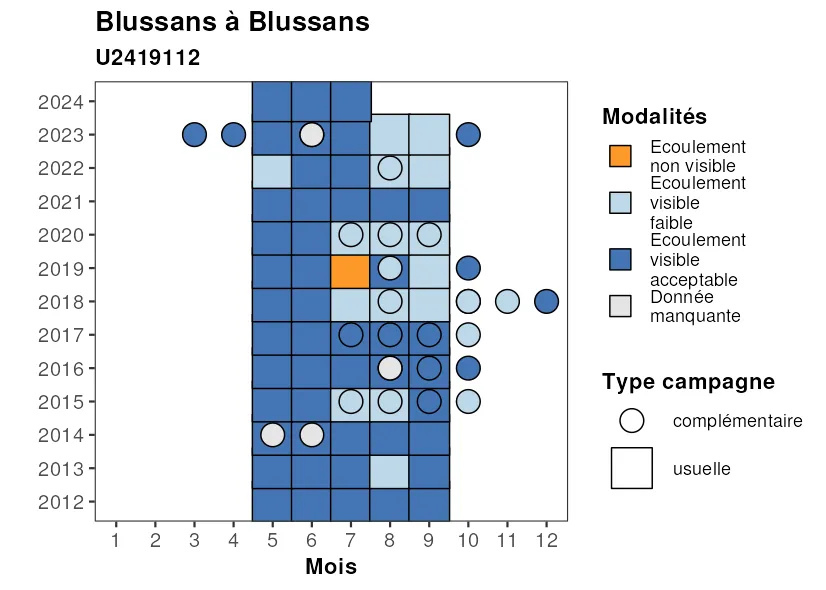 Blussans à Blussans
U2419112
2024
2023
2022
2021
2020
2019
2018
2017
2016
2015
2014
2013
2012
1 2 3 4 5 6 7 8 9 10 11 12
Mois
Modalités
Ecoulement
non visible
Ecoulement
visible
faible
Ecoulement
visible
acceptable
Donnée
manquante
Type campagne
complémentaire
usuelle